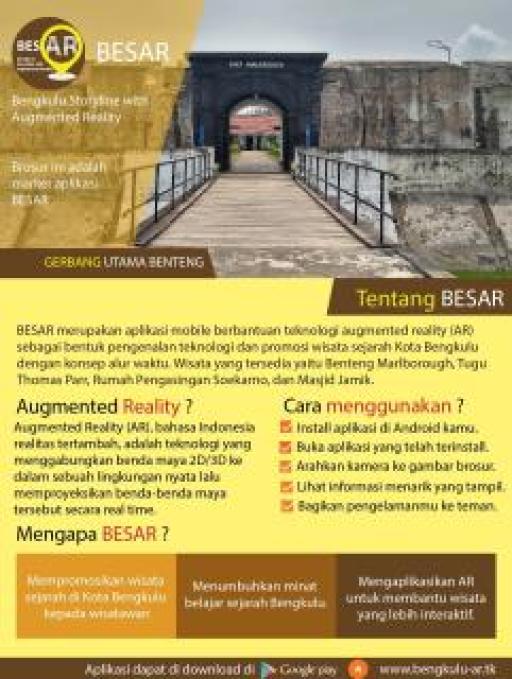 BESAR
BESAR
Bengkulu Storyline with
Augmented Reality
Brosur ini adalah
marker aplikasi
BESAR
GERBANG UTAMA BENTENG
Tentang BESAR
BESAR merupakan aplikasi mobile berbantuan teknologi augmented reality (AR)
sebagai bentuk pengenalan teknologi dan promosi wisata sejarah Kota Bengkulu
dengan konsep alur waktu. Wisata yang tersedia yaitu Benteng Marlborough, Tugu
Thomas Parr, Rumah Pengasingan Soekarno, dan Masjid Jamik.
Augmented Reality ?
Augmented Reality (AR), bahasa Indonesia
realitas tertambah, adalah teknologi yang
menggabungkan benda maya 2D/3D ke
dalam sebuah lingkungan nyata lalu
memproyeksikan benda-benda maya
tersebut secara real time.
Cara menggunakan ?
Install aplikasi di Android kamu.
Buka aplikasi yang telah terinstall.
Arahkan kamera ke gambar brosur.
Lihat informasi menarik yang tampil.
Bagikan pengelamanmu ke teman.
Mengapa BESAR ?
Mempromosikan wisata
sejarah di Kota Bengkulu
kepada wisatawan
Menumbuhkan minat
belajar sejarah Bengkulu.
Mengaplikasikan AR
untuk membantu wisata
yang lebih interaktif.
Aplikasi dapat di download di Google play www.bengkulu-ar.tk